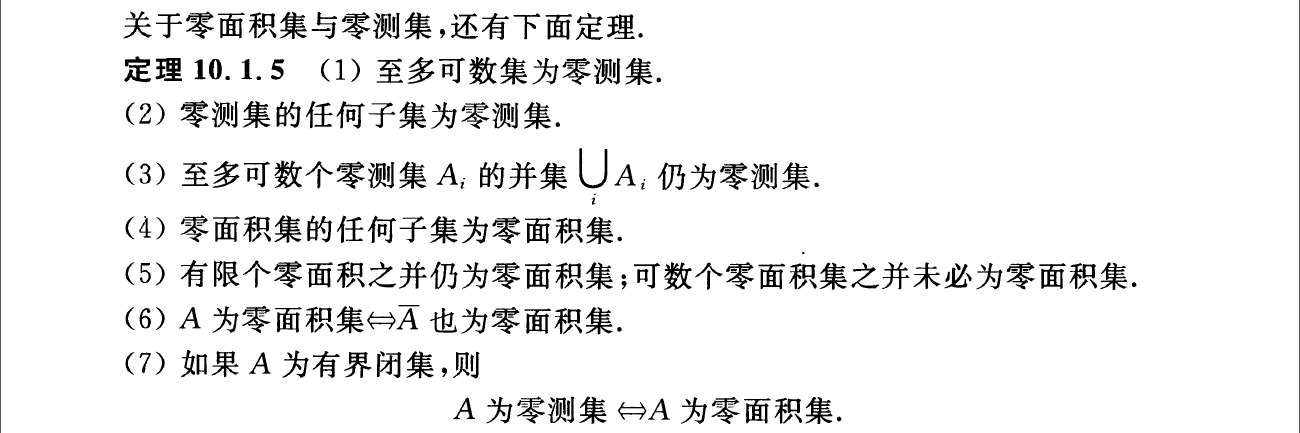 关于零面积集与零测集,还有下面定理.
定理 10.1.5 (1) 至多可数集为零测集.
(2) 零测集的任何子集为零测集.
(3) 至多可数个零测集 $A_i$ 的并集 $\bigcup_i A_i$ 仍为零测集.
(4) 零面积集的任何子集为零面积集.
(5) 有限个零面积之并仍为零面积集;可数个零面积集之并未必为零面积集.
(6) $A$ 为零面积集⇔$\overline{A}$ 也为零面积集.
(7) 如果 $A$ 为有界闭集,则
$A$ 为零测集 ⇔ $A$ 为零面积集.